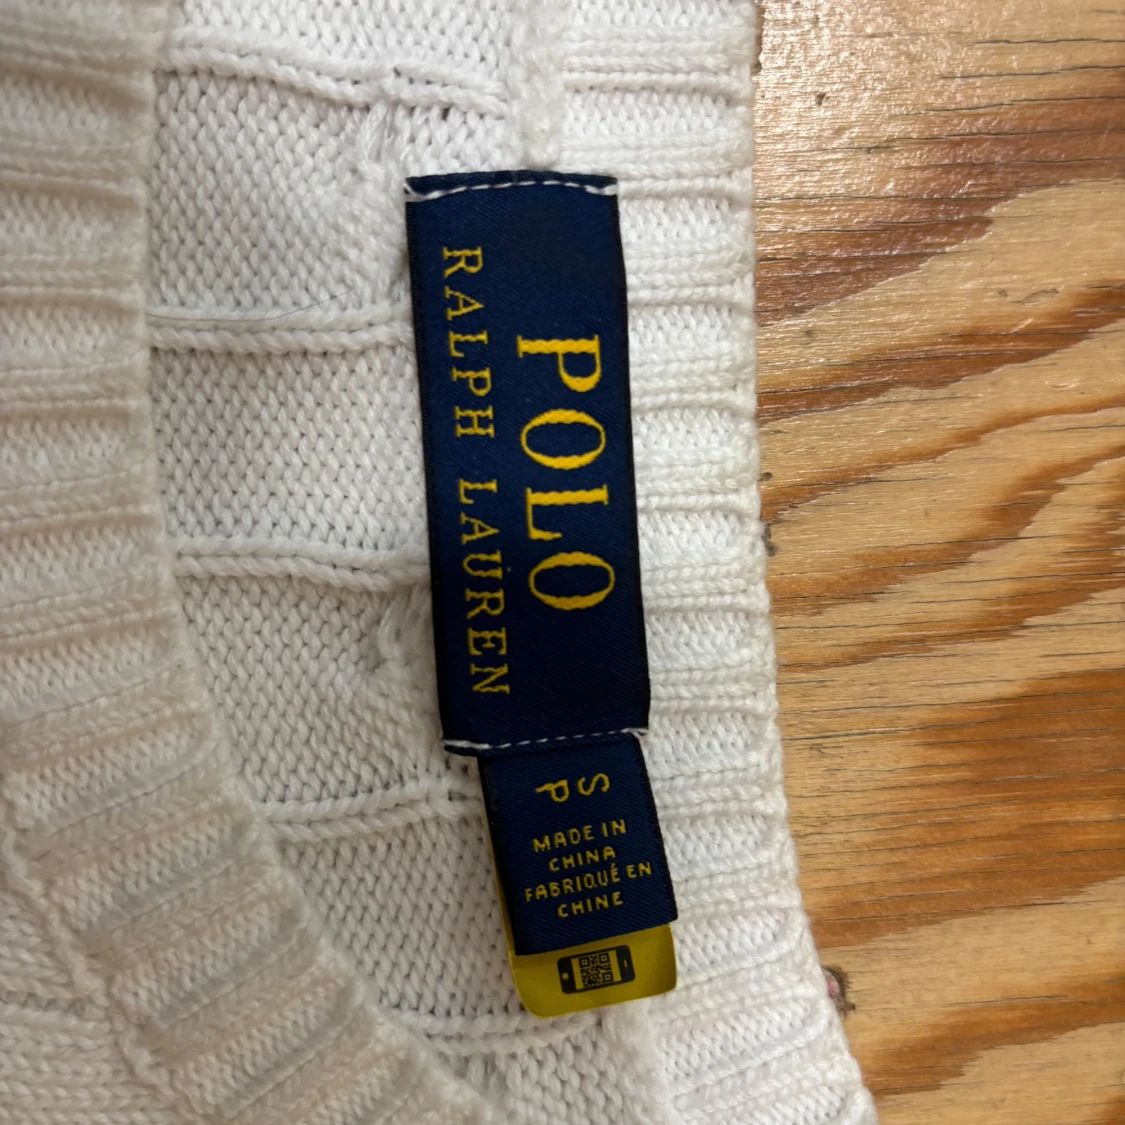 POLO
RALPH LAUREN
S
P
MADE IN
CHINA
FABRIQUÉ EN
CHINE